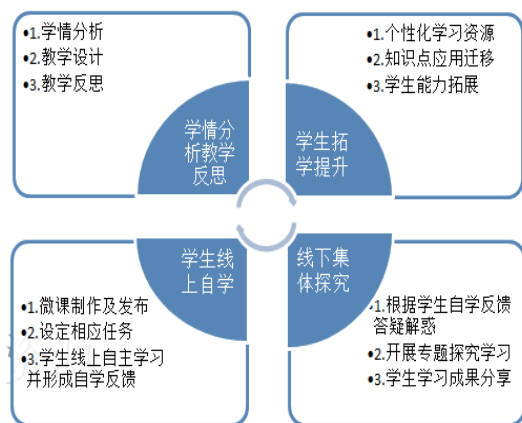 •1.学情分析
•2.教学设计
•3.教学反思
学情分
析教学
反思
•1.个性化学习资源
•2.知识点应用迁移
•3.学生能力拓展
学生拓
学提升
学生线
上自学
•1.微课制作及发布
•2.设定相应任务
•3.学生线上自主学习
并形成自学反馈
线下集
体探究
•1.根据学生自学反馈
答疑解惑
•2.开展专题探究学习
•3.学生学习成果分享